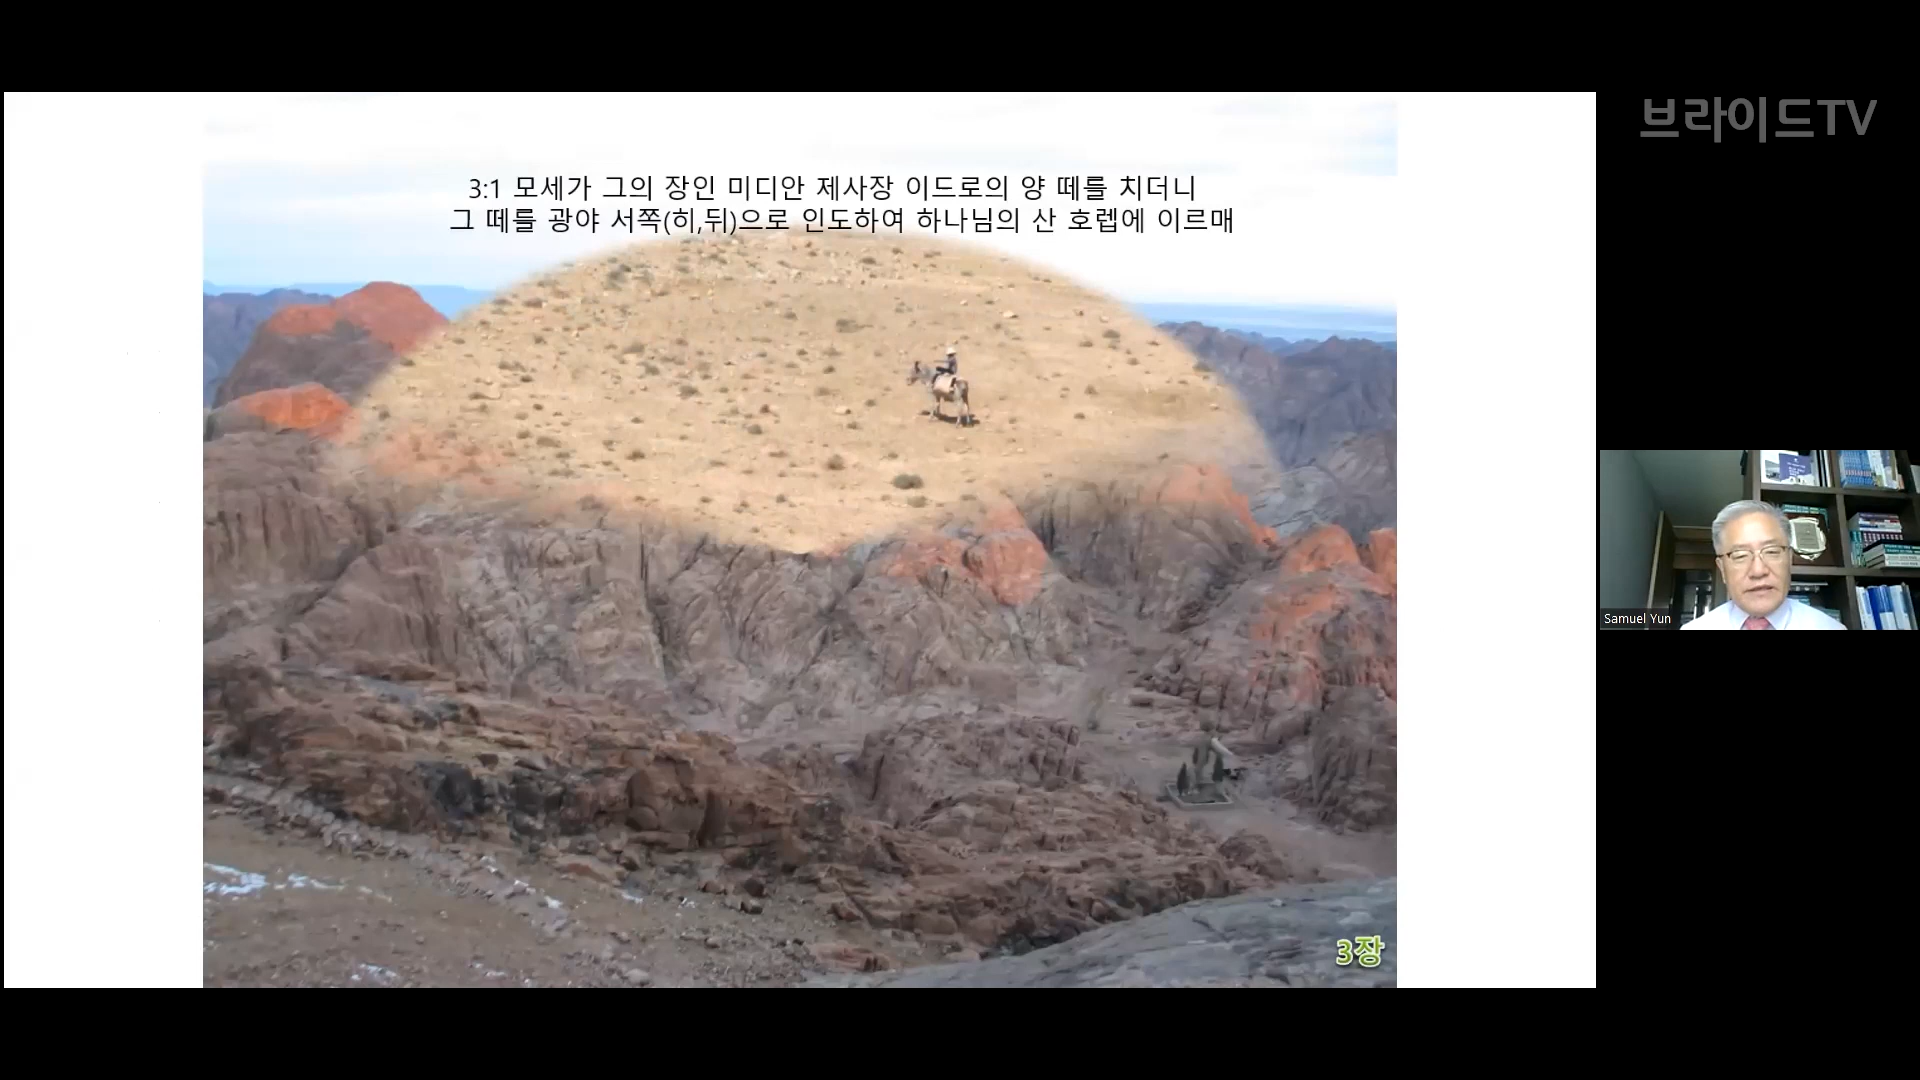 브라이드TV
3:1 모세가 그의 장인 미디안 제사장 이드로의 양 떼를 치더니
그 떼를 광야 서쪽(히,뒤)으로 인도하여 하나님의 산 호렙에 이르매
Samuel Yun
3장